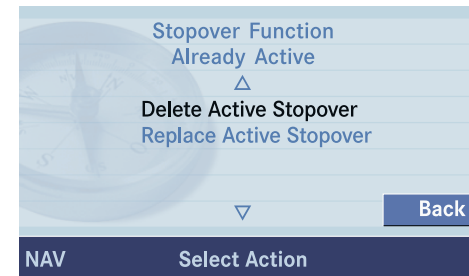 Stopover Function
Already Active
Delete Active Stopover
Replace Active Stopover
Back
NAV Select Action